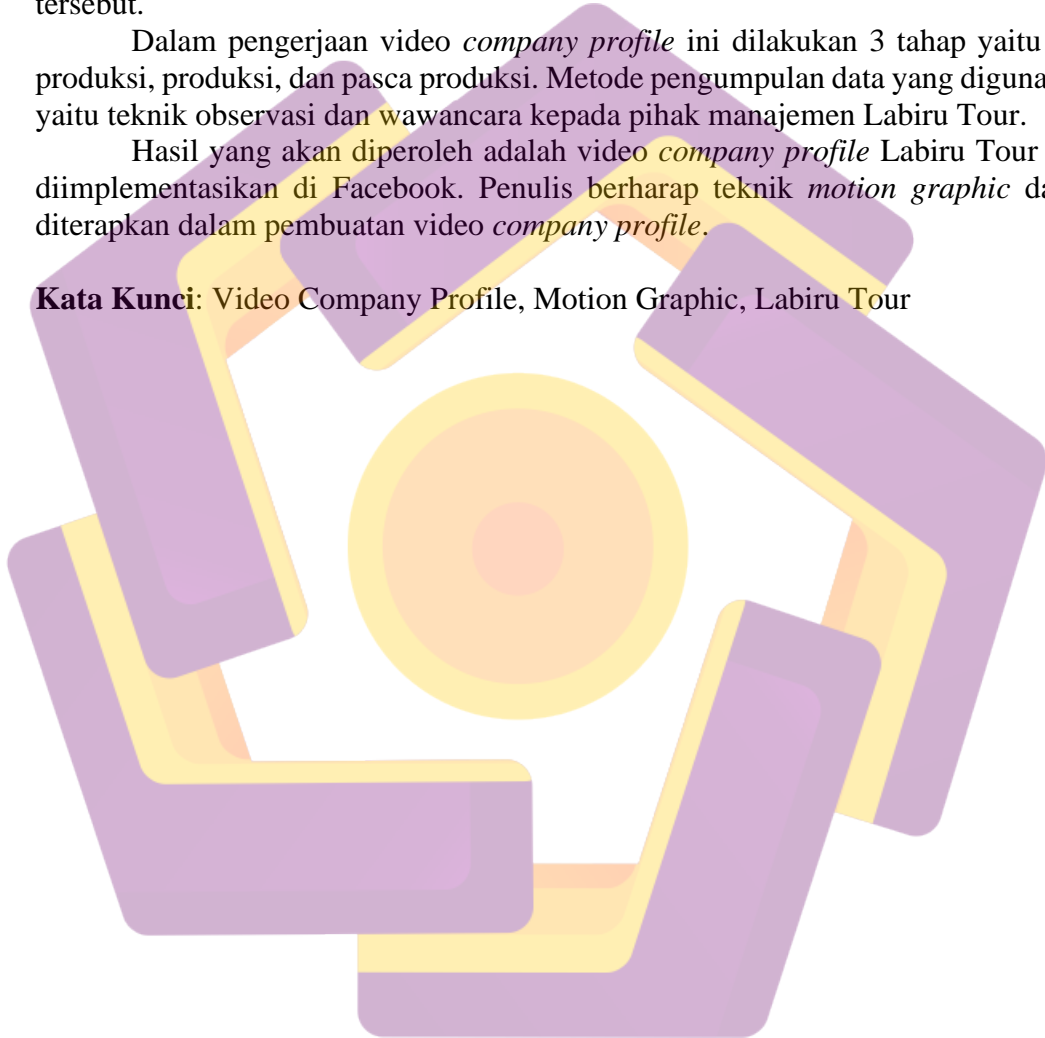 tersebut.
Dalam pengerjaan video company profile ini dilakukan 3 tahap yaitu
produksi, produksi, dan pasca produksi. Metode pengumpulan data yang diguna
yaitu teknik observasi dan wawancara kepada pihak manajemen Labiru Tour.
Hasil yang akan diperoleh adalah video company profile Labiru Tour
diimplementasikan di Facebook. Penulis berharap teknik motion graphic da
diterapkan dalam pembuatan video company profile.
Kata Kunci: Video Company Profile, Motion Graphic, Labiru Tour